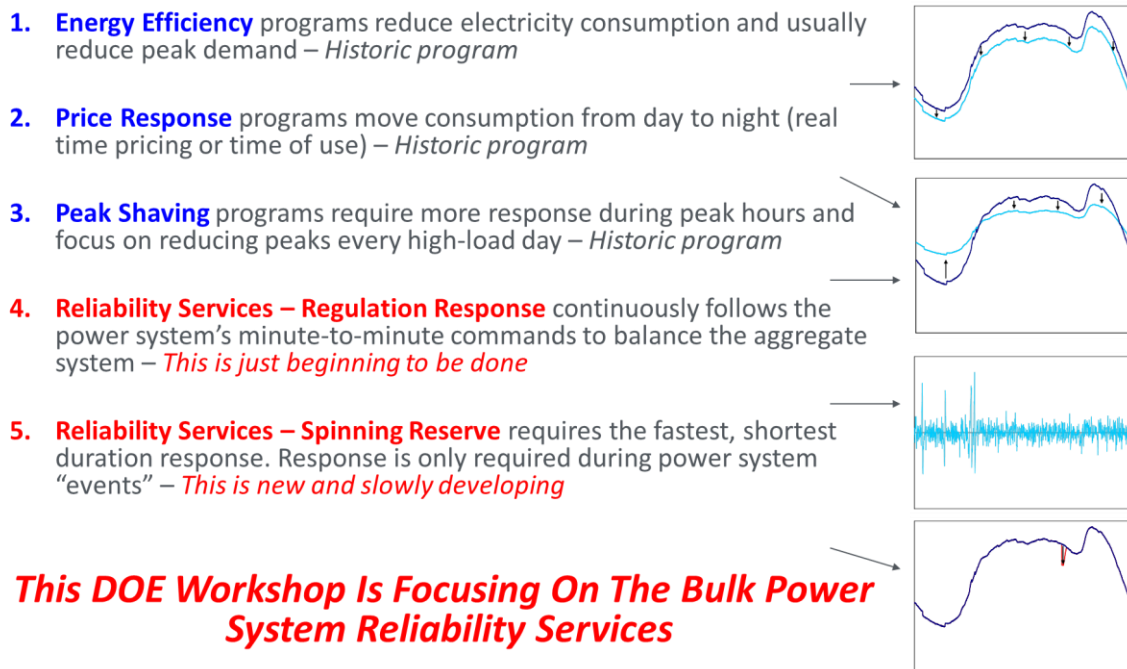 1. Energy Efficiency programs reduce electricity consumption and usually
reduce peak demand – Historic program
2. Price Response programs move consumption from day to night (real
time pricing or time of use) – Historic program
3. Peak Shaving programs require more response during peak hours and
focus on reducing peaks every high-load day – Historic program
4. Reliability Services – Regulation Response continuously follows the
power system's minute-to-minute commands to balance the aggregate
system – This is just beginning to be done
5. Reliability Services – Spinning Reserve requires the fastest, shortest
duration response. Response is only required during power system
“events” – This is new and slowly developing
This DOE Workshop Is Focusing On The Bulk Power
System Reliability Services